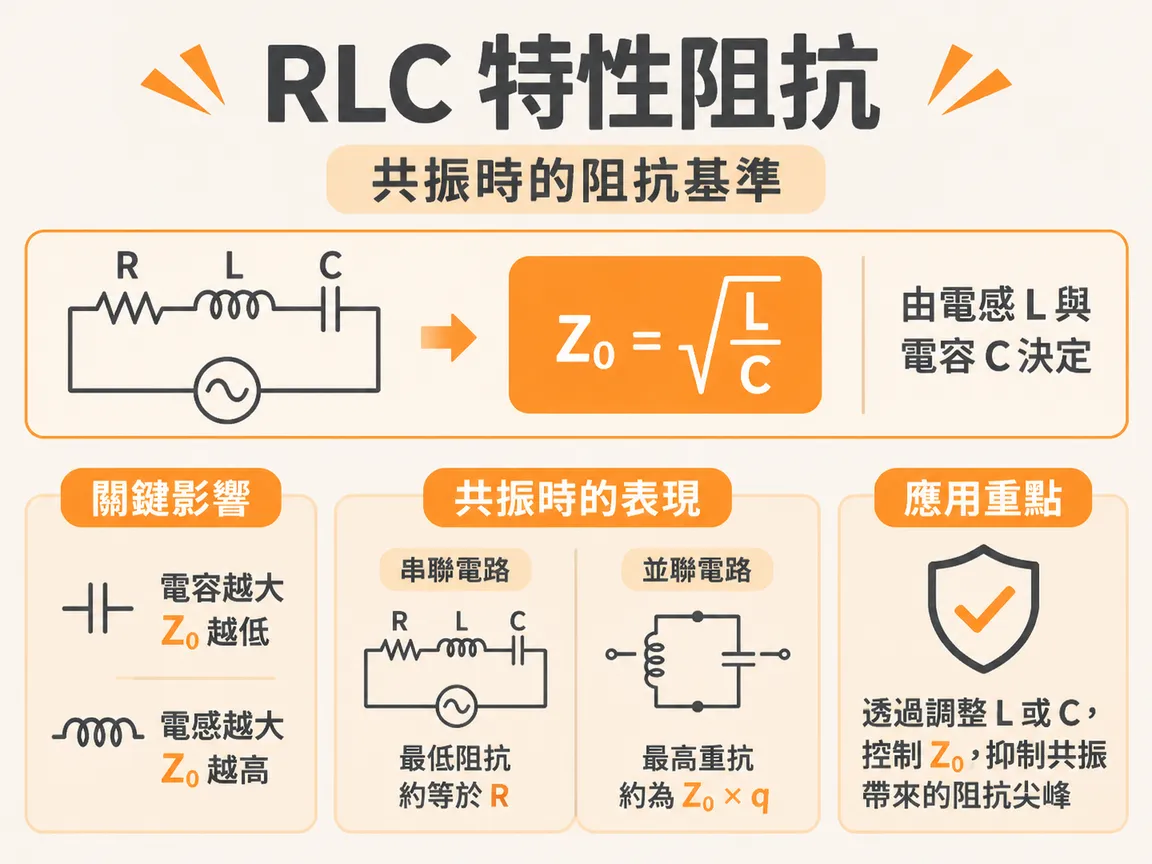 RLC 特性阻抗
共振時的阻抗基準
R L C
Z₀ = √(L/C)
由電感 L 與
電容 C 決定
關鍵影響
電容越大
Z₀ 越低
電感越大
Z₀ 越高
共振時的表現
串聯電路
R L C
最低阻抗
約等於 R
並聯電路
最高重抗
約為 Z₀ × q
應用重點
透過調整 L 或 C，
控制 Z₀，抑制共振
帶來的阻抗尖峰